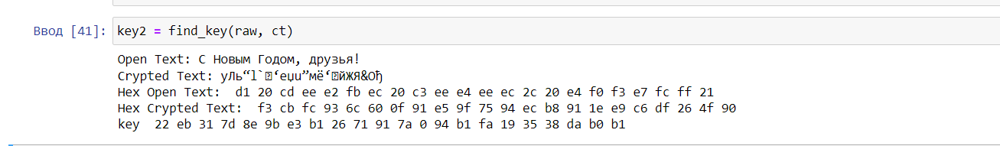 Ввод [41]: key2 = find_key(raw, ct)
Open Text: С Новым Годом, друзья!
Crypted Text: уЛь“l`‘еџu”мё‘йЖЯ&Oђ
Hex Open Text:  d1 20 cd ee e2 fb ec 20 c3 ee e4 ee ec 2c 20 e4 f0 f3 e7 fc ff 21
Hex Crypted Text:  f3 cb fc 93 6c 60 0f 91 e5 9f 75 94 ec b8 91 1e e9 c6 df 26 4f 90
key  22 eb 31 7d 8e 9b e3 b1 26 71 91 7a 0 94 b1 fa 19 35 38 da b0 b1